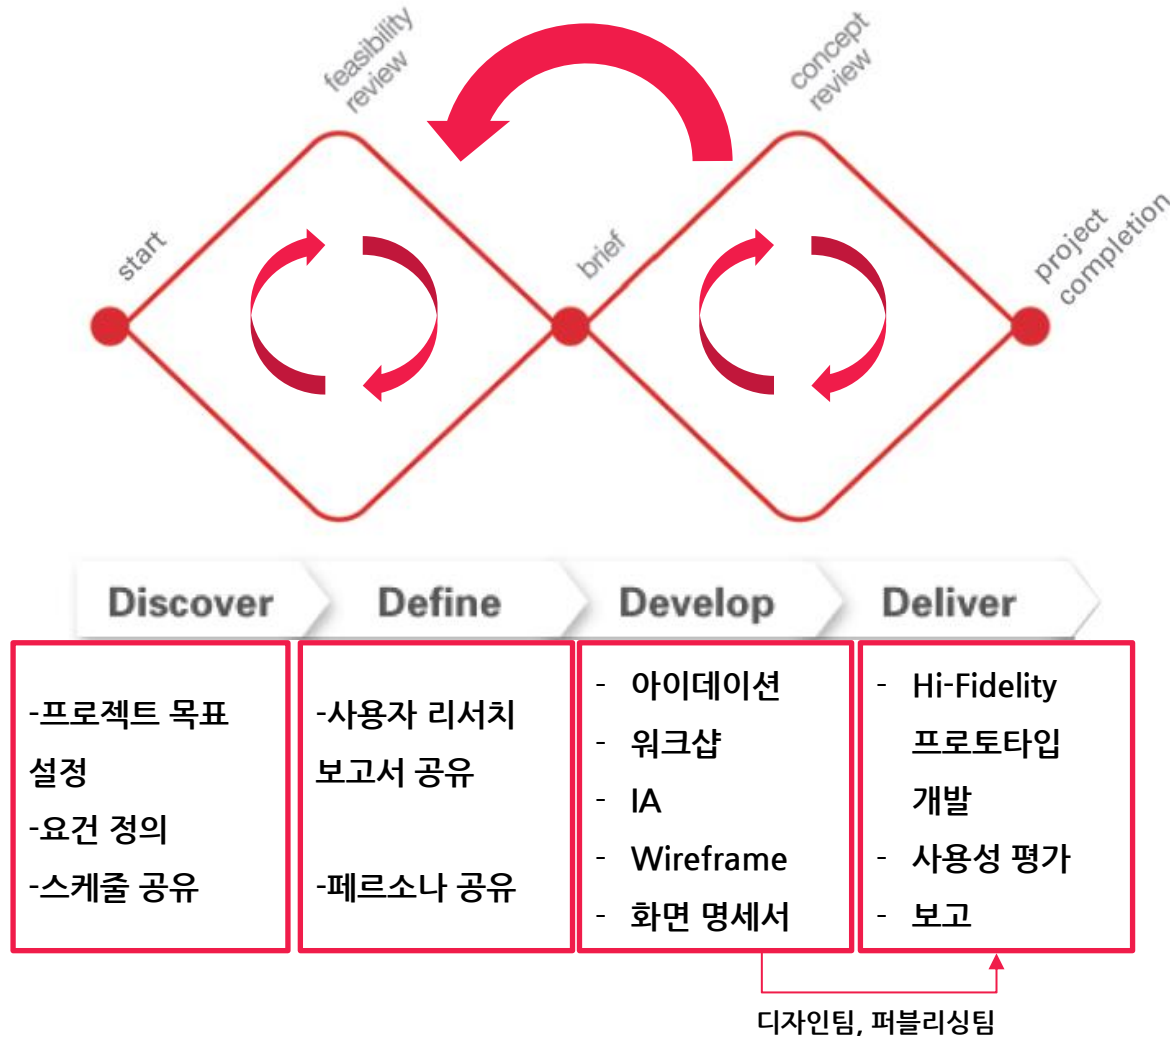 feasibility
review
concept
review
start
brief
project
completion
Discover
Define
Develop
Deliver
-프로젝트 목표
설정
-요건 정의
-스케줄 공유
-사용자 리서치
보고서 공유
-페르소나 공유
- 아이데이션
- 워크샵
- IA
- Wireframe
- 화면 명세서
- Hi-Fidelity
프로토타입
개발
- 사용성 평가
- 보고
디자인팀, 퍼블리싱팀